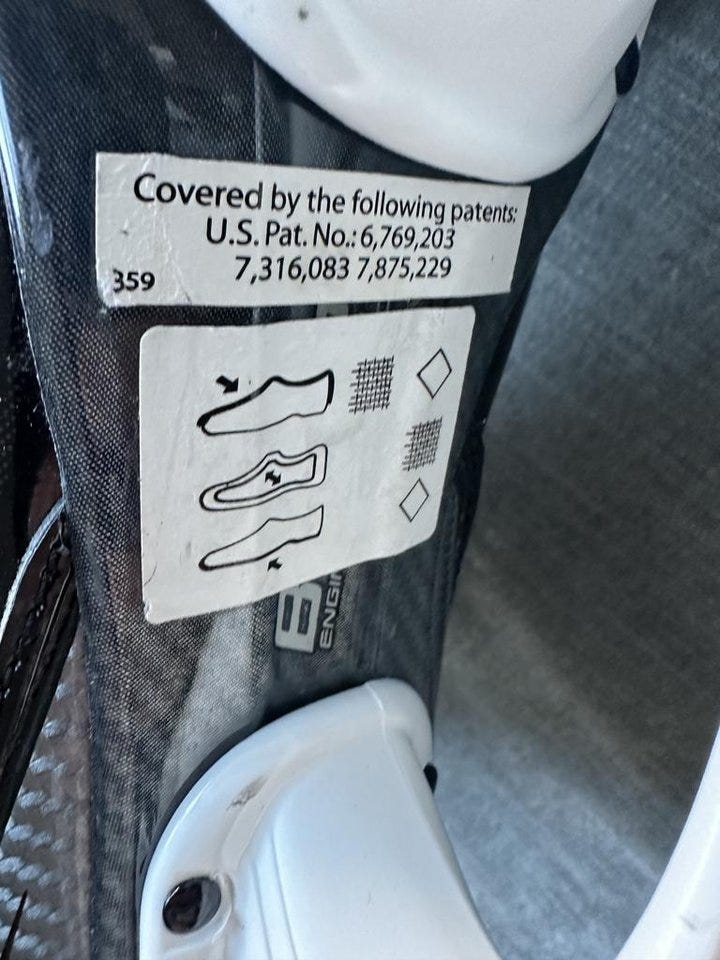 Covered by the following patents:
U.S. Pat. No.: 6,769,203
7,316,083 7,875,229
359